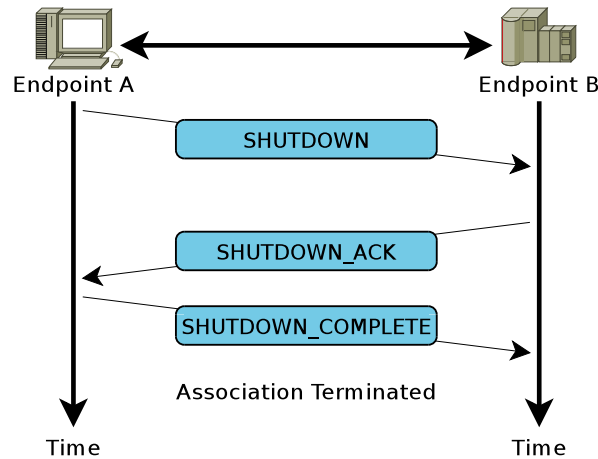 Endpoint A
Endpoint B
SHUTDOWN
SHUTDOWN_ACK
SHUTDOWN_COMPLETE
Association Terminated
Time
Time